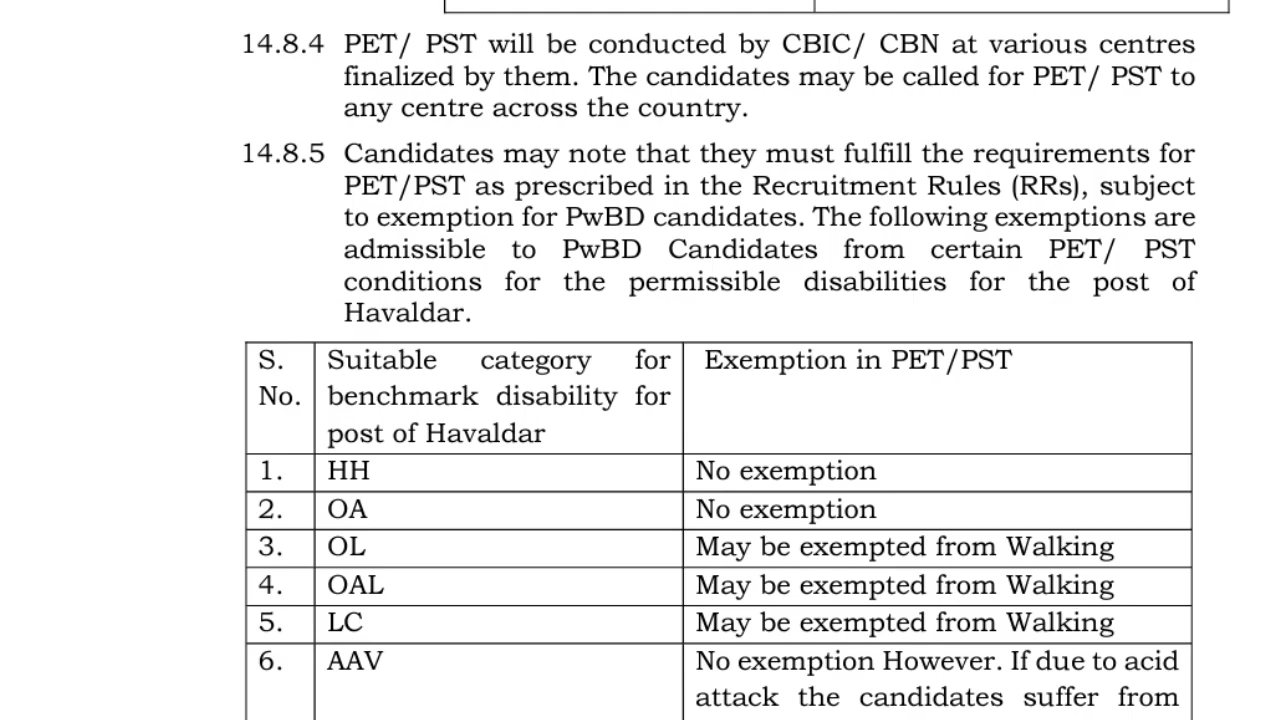 14.8.4 PET/ PST will be conducted by CBIC/ CBN at various centres
finalized by them. The candidates may be called for PET/ PST to
any centre across the country.
14.8.5 Candidates may note that they must fulfill the requirements for
PET/PST as prescribed in the Recruitment Rules (RRs), subject
to exemption for PwBD candidates. The following exemptions are
admissible to PwBD Candidates from certain PET/ PST
conditions for the permissible disabilities for the post of
Havaldar.
S. No. Suitable category for benchmark disability for post of Havaldar Exemption in PET/PST
1. HH No exemption
2. OA No exemption
3. OL May be exempted from Walking
4. OAL May be exempted from Walking
5. LC May be exempted from Walking
6. AAV No exemption However. If due to acid
attack the candidates suffer from